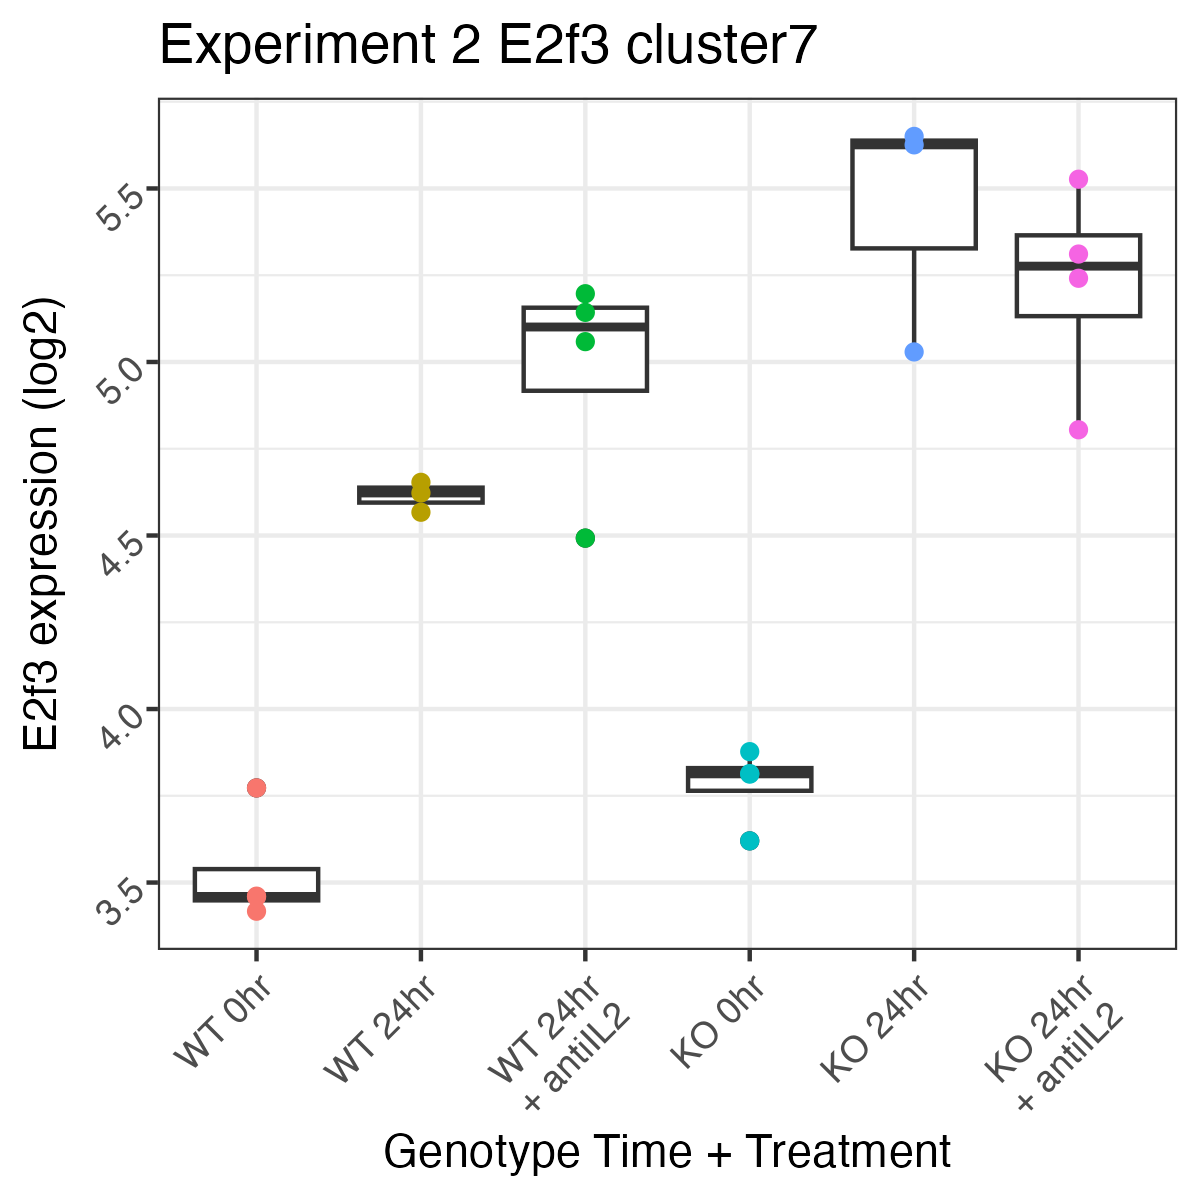 Experiment 2 E2f3 cluster7
E2f3 expression (log2)
5.5
5.0
4.5
4.0
3.5
WT 0hr
WT 24hr
WT 24hr
+ antiIL2
KO 0hr
KO 24hr
KO 24hr
+ antiIL2
Genotype Time + Treatment